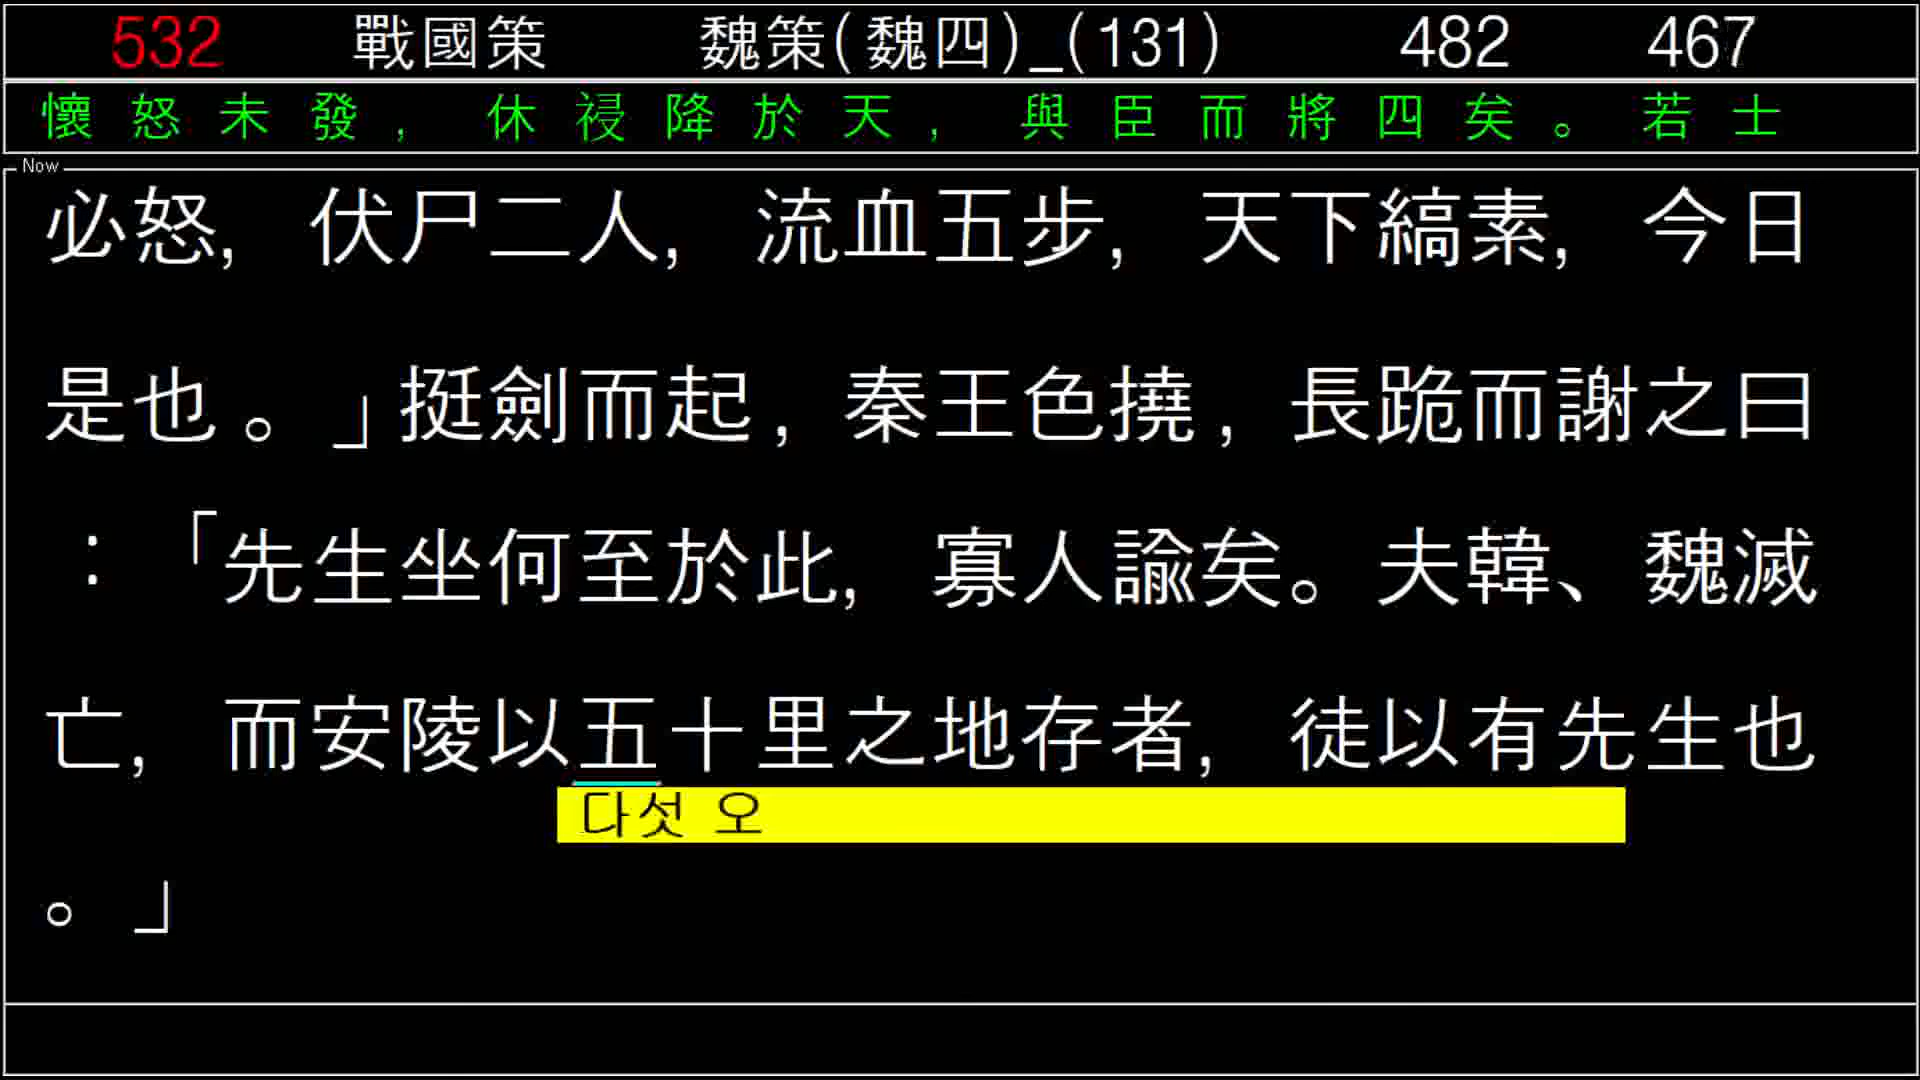 532 戰國策 魏策(魏四)_(131) 482 467
懷怒未發, 休祲降於天, 與臣而將四矣。若士
Now
必怒, 伏尸二人, 流血五步, 天下縞素, 今日
是也。」挺劍而起, 秦王色撓, 長跪而謝之曰
:「先生坐何至於此, 寡人諭矣。夫韓、魏滅
亡, 而安陵以五十里之地存者, 徒以有先生也
다섯 오
。」